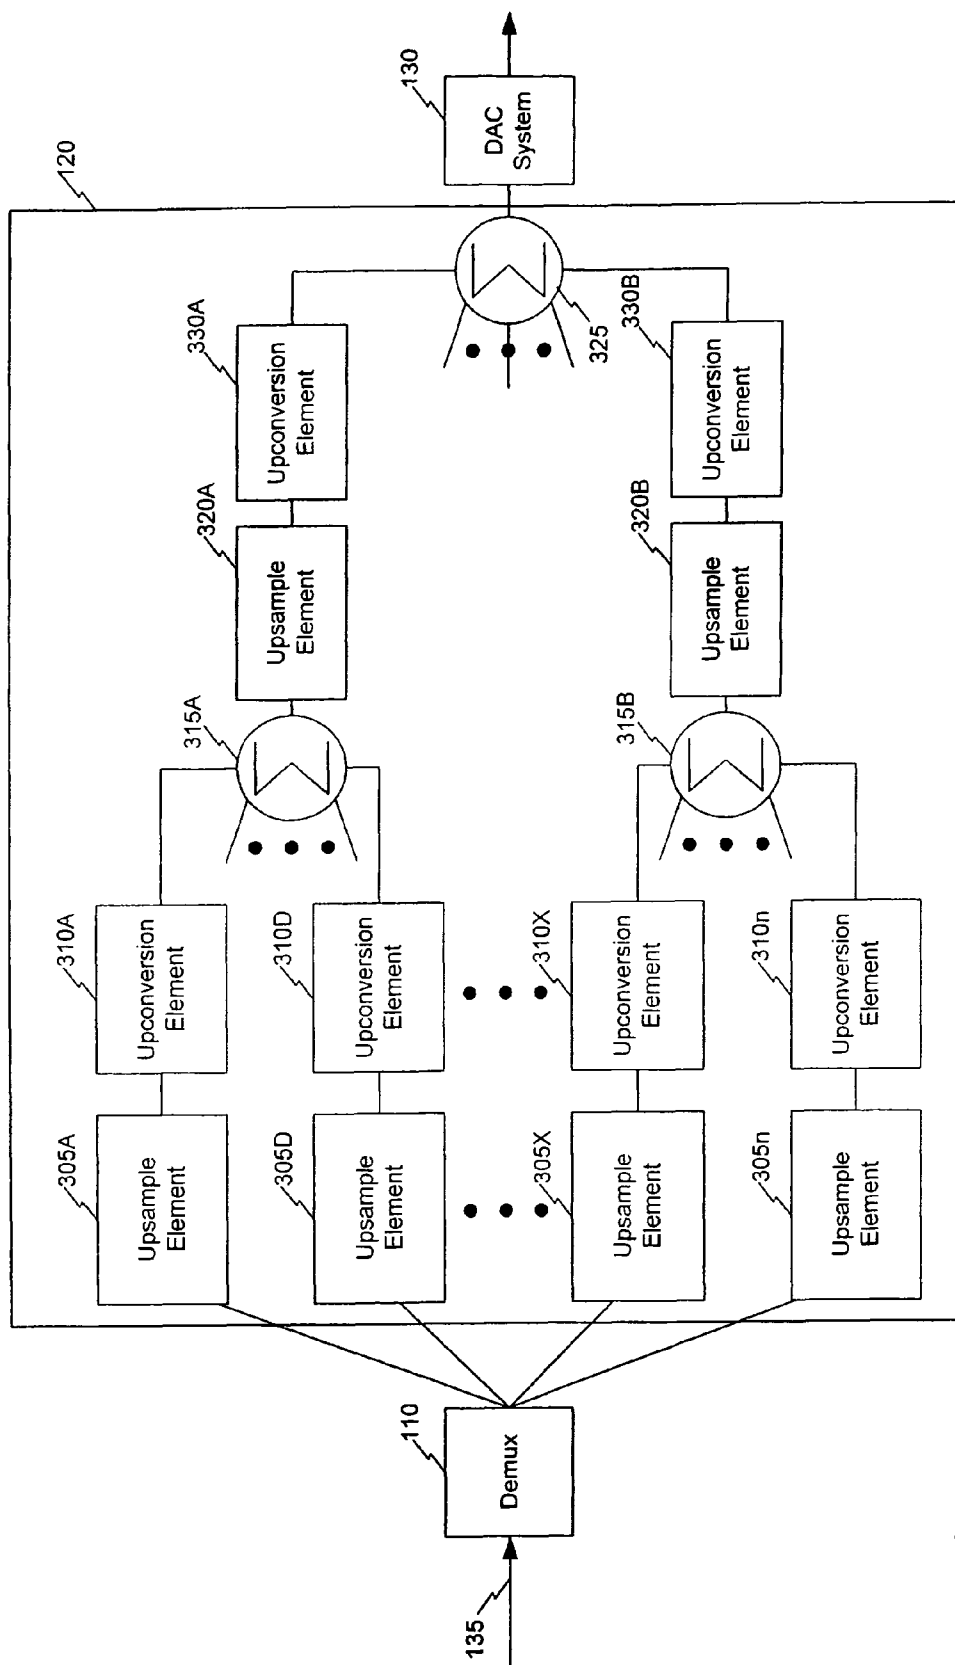 135
110
Demux
120
305A
Upsample
Element
310A
Upconversion
Element
305D
Upsample
Element
310D
Upconversion
Element
305X
Upsample
Element
310X
Upconversion
Element
305n
Upsample
Element
310n
Upconversion
Element
315A
315B
320A
Upsample
Element
330A
Upconversion
Element
320B
Upsample
Element
330B
Upconversion
Element
Σ
Σ
Σ
325
130
DAC
System